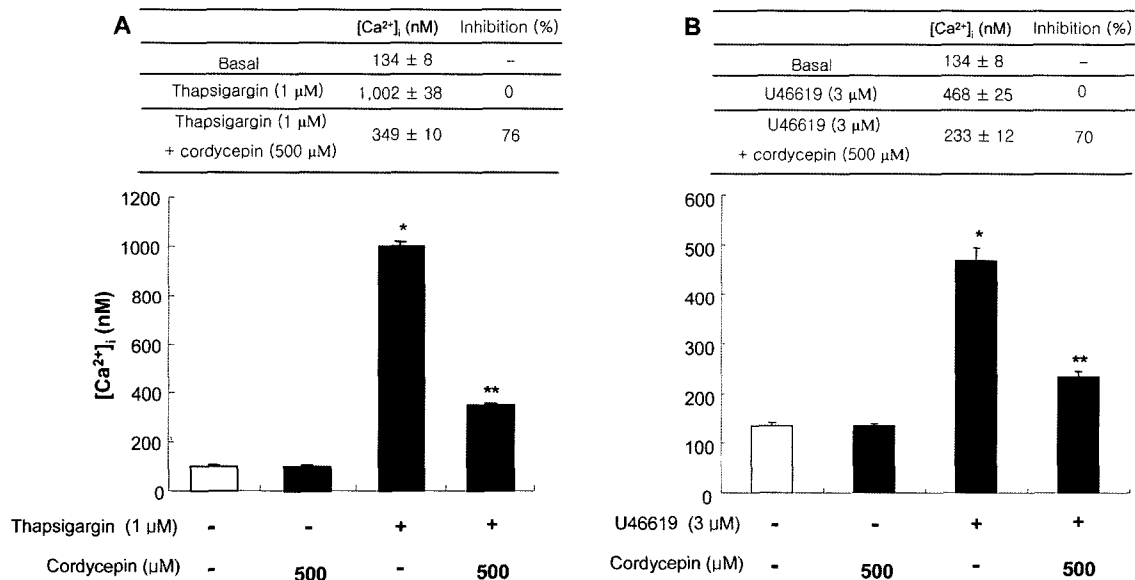 A
[Ca²⁺]ᵢ (nM) Inhibition (%)
Basal 134 ± 8 –
Thapsigargin (1 μM) 1,002 ± 38 0
Thapsigargin (1 μM)
+ cordycepin (500 μM) 349 ± 10 76
1200
1000
800
600
400
200
0
[Ca²⁺]ᵢ (nM)
*
**
Thapsigargin (1 μM) - - + +
Cordycepin (μM) - 500 - 500
B
[Ca²⁺]ᵢ (nM) Inhibition (%)
Basal 134 ± 8 –
U46619 (3 μM) 468 ± 25 0
U46619 (3 μM)
+ cordycepin (500 μM) 233 ± 12 70
600
500
400
300
200
100
0
*
**
U46619 (3 μM) - - + +
Cordycepin (μM) - 500 - 500